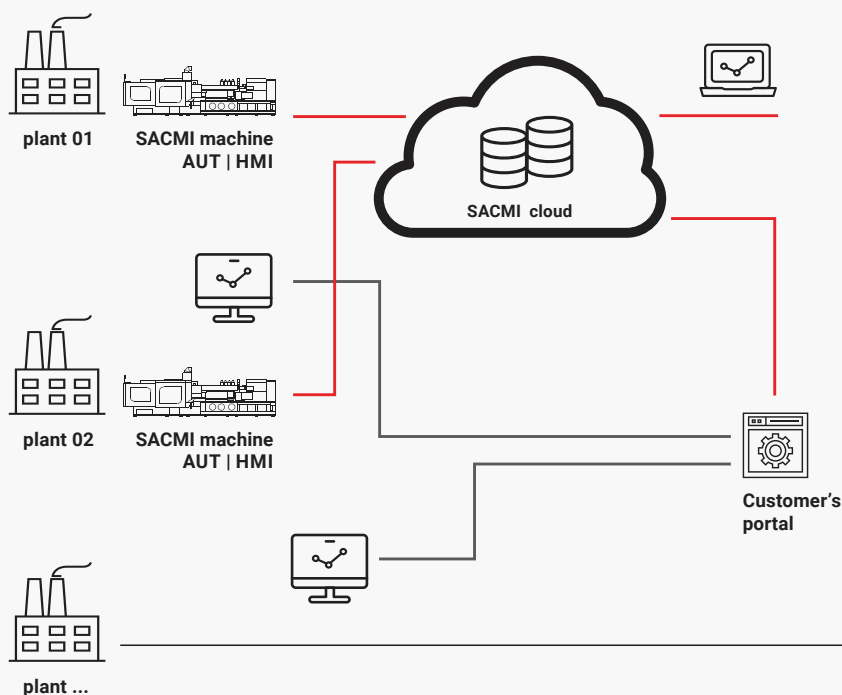 plant 01
SACMI machine
AUT | HMI
SACMI cloud
plant 02
SACMI machine
AUT | HMI
Customer's
portal
plant ...